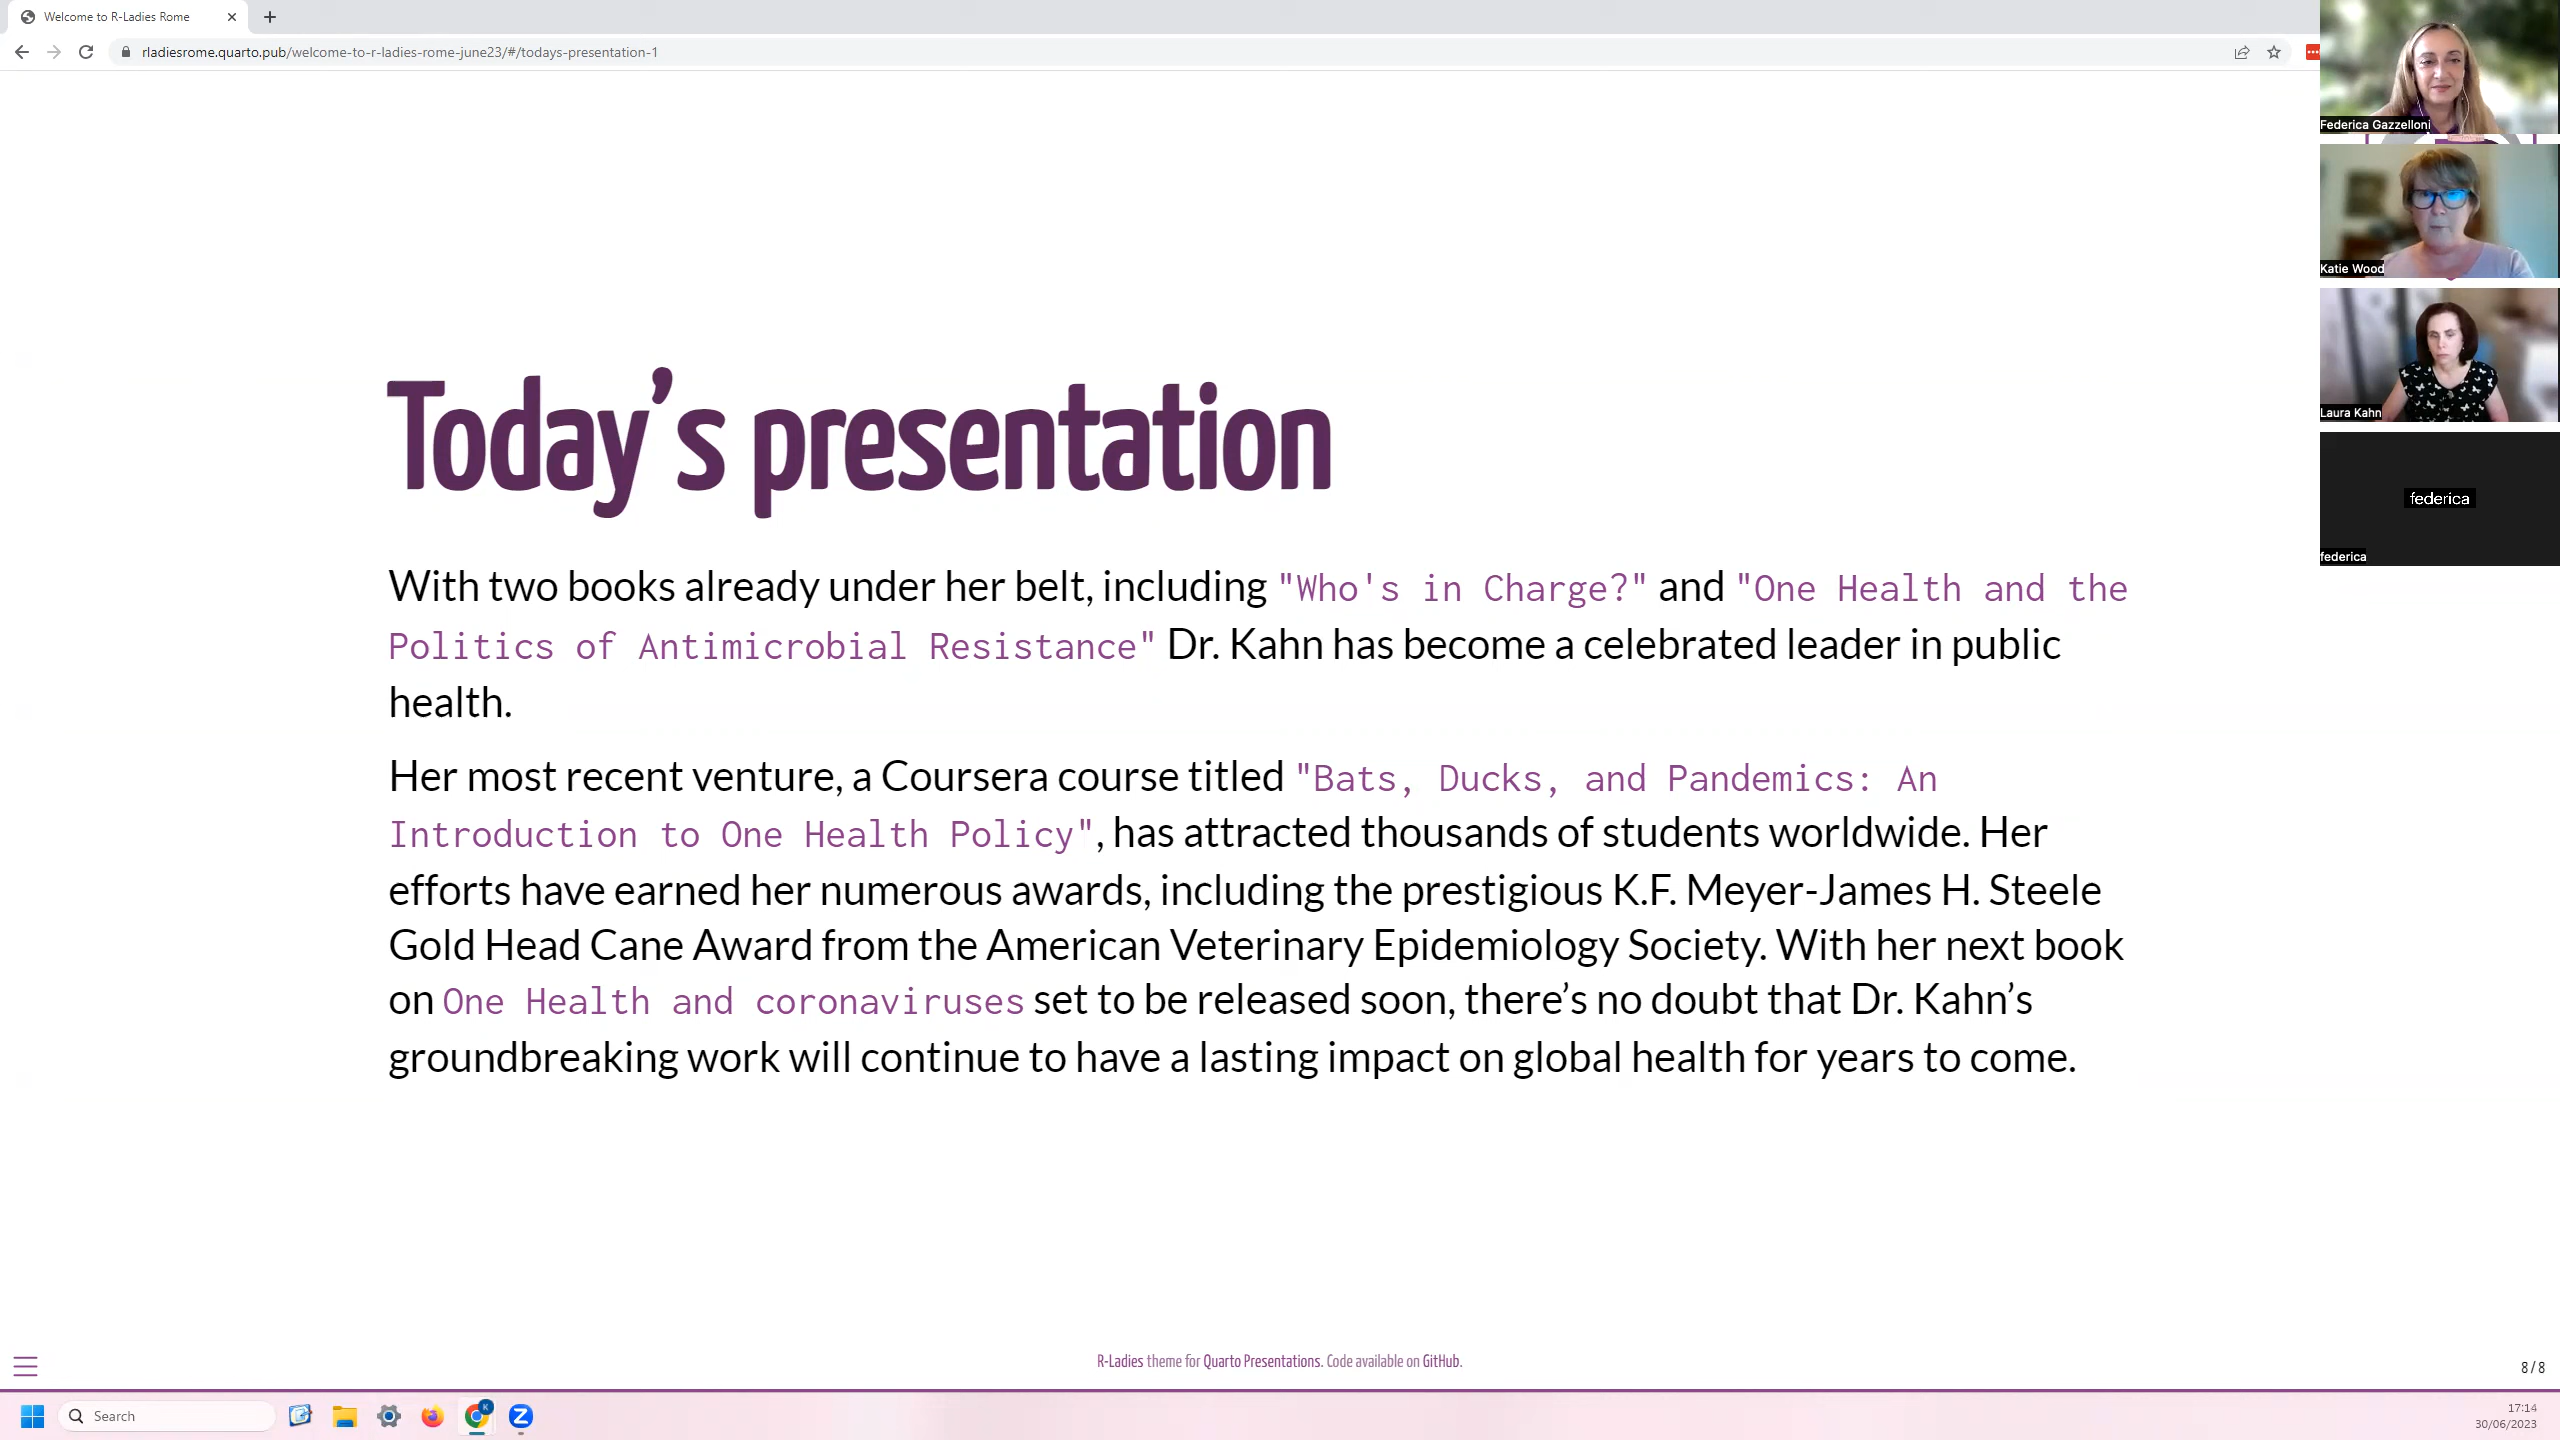 Welcome to R-Ladies Rome
rladiesrome.quarto.pub/welcome-to-r-ladies-rome-june23/#/todays-presentation-1
Federica Gazzelloni
Katie Wood
Laura Kahn
federica
federica
Today’s presentation
With two books already under her belt, including "Who's in Charge?" and "One Health and the
Politics of Antimicrobial Resistance" Dr. Kahn has become a celebrated leader in public
health.
Her most recent venture, a Coursera course titled "Bats, Ducks, and Pandemics: An
Introduction to One Health Policy", has attracted thousands of students worldwide. Her
efforts have earned her numerous awards, including the prestigious K.F. Meyer-James H. Steele
Gold Head Cane Award from the American Veterinary Epidemiology Society. With her next book
on One Health and coronaviruses set to be released soon, there’s no doubt that Dr. Kahn’s
groundbreaking work will continue to have a lasting impact on global health for years to come.
R-Ladies theme for Quarto Presentations. Code available on GitHub.
8 / 8
Search
K
17:14
30/06/2023